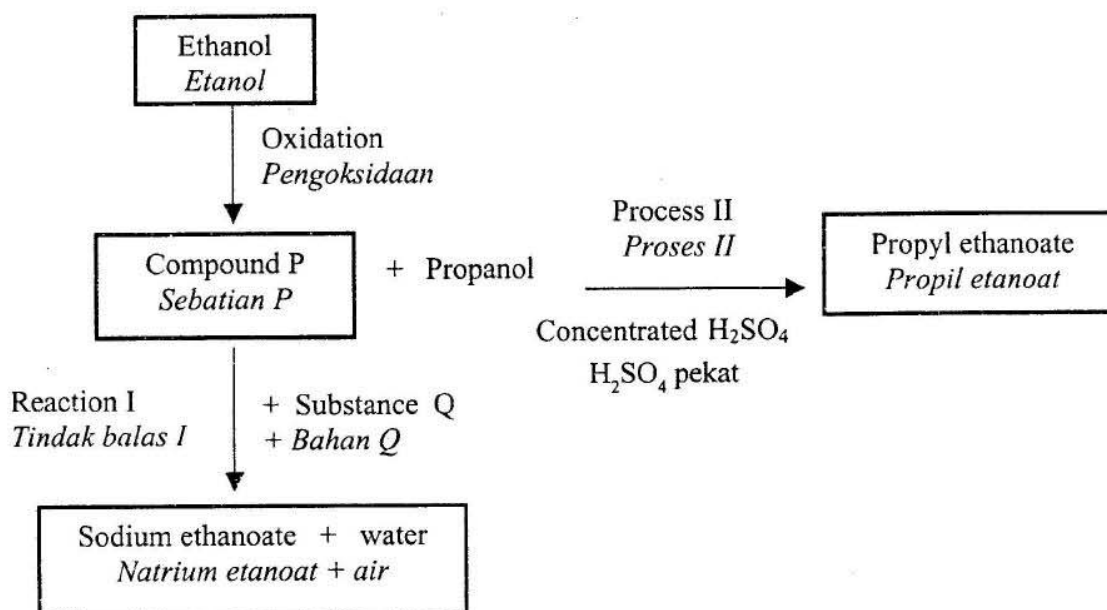 Ethanol
Etanol
Oxidation
Pengoksidaan
Compound P
Sebatian P
+ Propanol
Process II
Proses II
Concentrated H₂SO₄
H₂SO₄ pekat
Propyl ethanoate
Propil etanoat
Reaction I
Tindak balas I
+ Substance Q
+ Bahan Q
Sodium ethanoate + water
Natrium etanoat + air